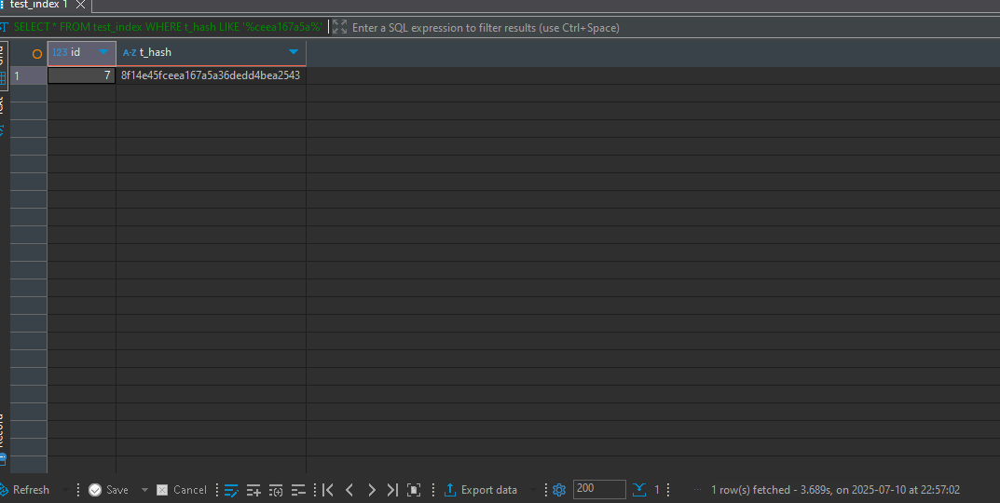 test_index 1
SELECT * FROM test_index WHERE t_hash LIKE '%ceea167a5a%' Enter a SQL expression to filter results (use Ctrl+Space)
123 id A-Z t_hash
1 7 8f14e45fceea167a5a36dedd4bea2543
Refresh Save Cancel Export data 200 1 1 row(s) fetched - 3.689s, on 2025-07-10 at 22:57:02